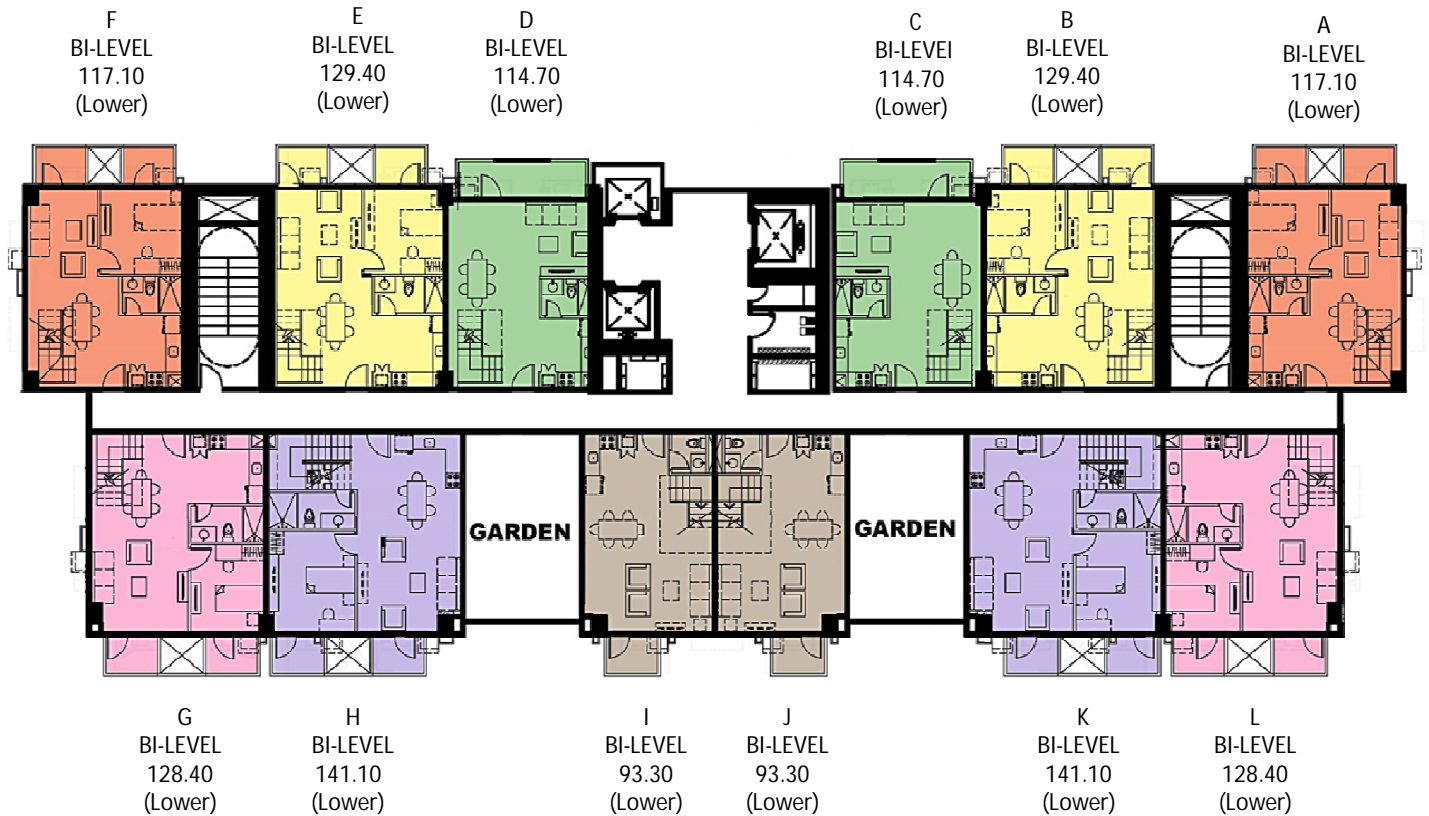 F
BI-LEVEL
117.10
(Lower)
E
BI-LEVEL
129.40
(Lower)
D
BI-LEVEL
114.70
(Lower)
C
BI-LEVEI
114.70
(Lower)
B
BI-LEVEL
129.40
(Lower)
A
BI-LEVEL
117.10
(Lower)
GARDEN
GARDEN
G
BI-LEVEL
128.40
(Lower)
H
BI-LEVEL
141.10
(Lower)
I
BI-LEVEL
93.30
(Lower)
J
BI-LEVEL
93.30
(Lower)
K
BI-LEVEL
141.10
(Lower)
L
BI-LEVEL
128.40
(Lower)